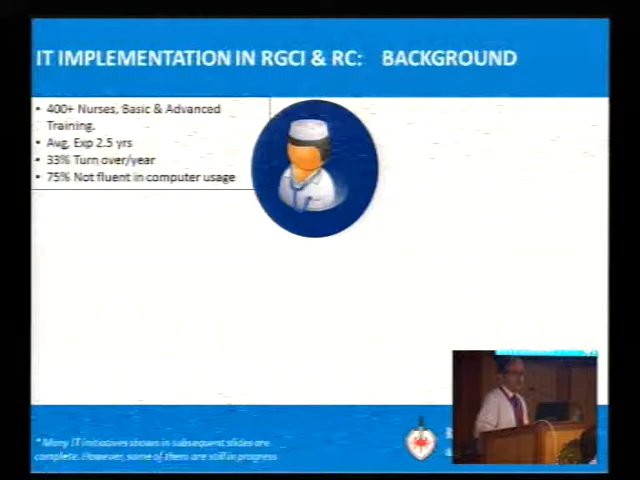 IT IMPLEMENTATION IN RGCI & RC: BACKGROUND
• 400+ Nurses, Basic & Advanced
Training.
• Avg. Exp 2.5 yrs
• 33% Turn over/year
• 75% Not fluent in computer usage
* Many IT initiatives shown in subsequent slides are
complete. However, some of them are still in progress